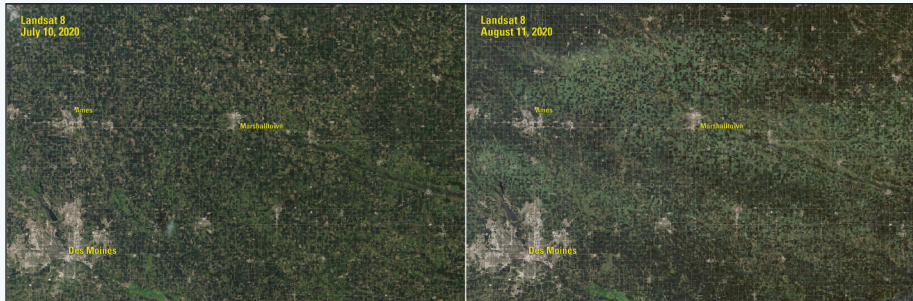 Landsat 8
July 10, 2020
Ames
Marshalltown
Des Moines
Landsat 8
August 11, 2020
Ames
Marshalltown
Des Moines